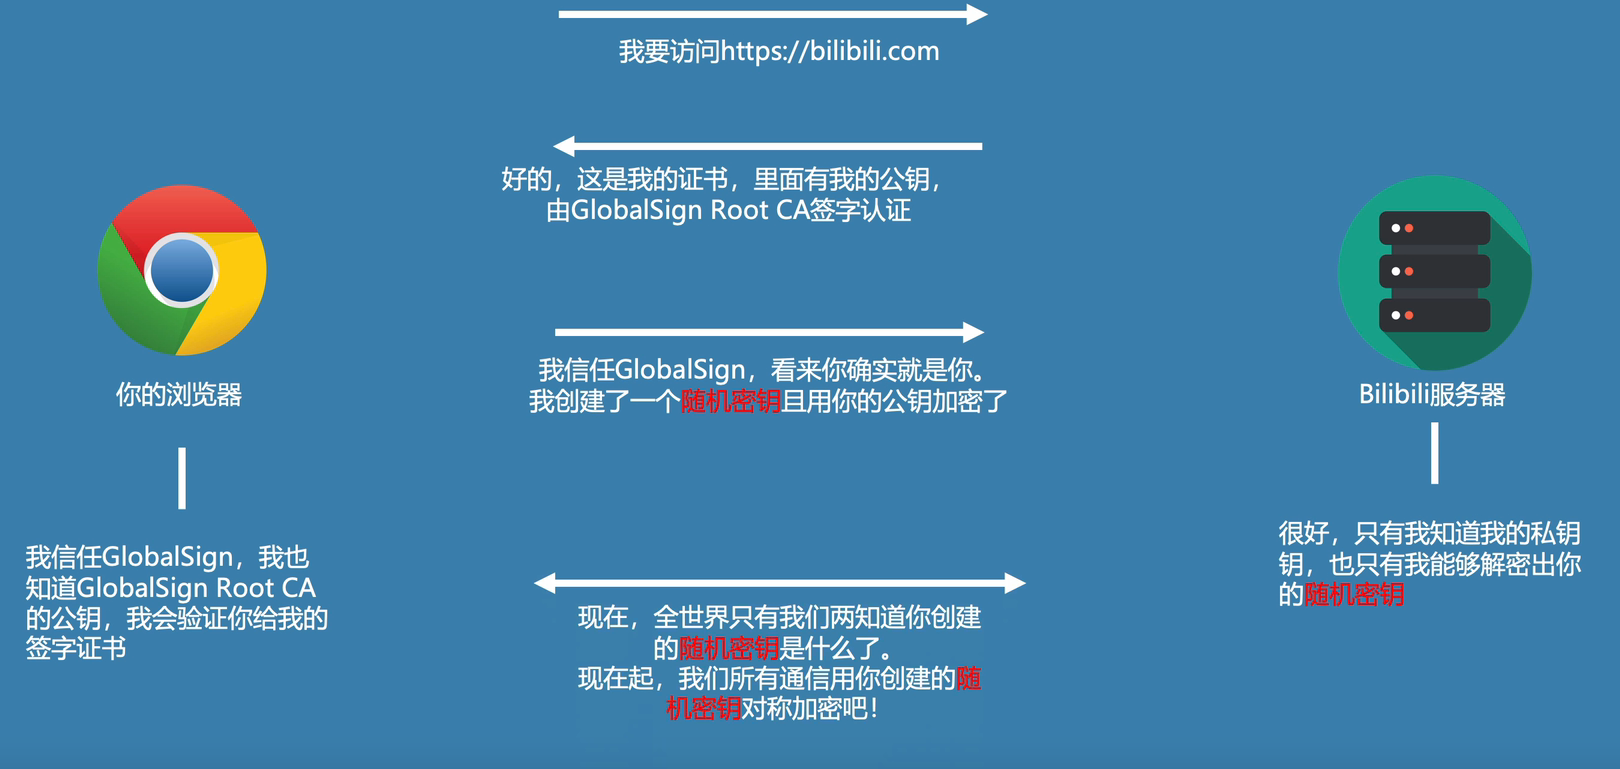 我要访问https://bilibili.com
好的，这是我的证书，里面有我的公钥，
由GlobalSign Root CA签字认证
我信任GlobalSign，看来你确实就是你。
我创建了一个随机密钥且用你的公钥加密了
你的浏览器
Bilibili服务器
我信任GlobalSign，我也
知道GlobalSign Root CA
的公钥，我会验证你给我的
签字证书
很好，只有我知道我的私钥
钥，也只有我能够解密出你
的随机密钥
现在，全世界只有我们两知道你创建
的随机密钥是什么了。
现在起，我们所有通信用你创建的随
机密钥对称加密吧！